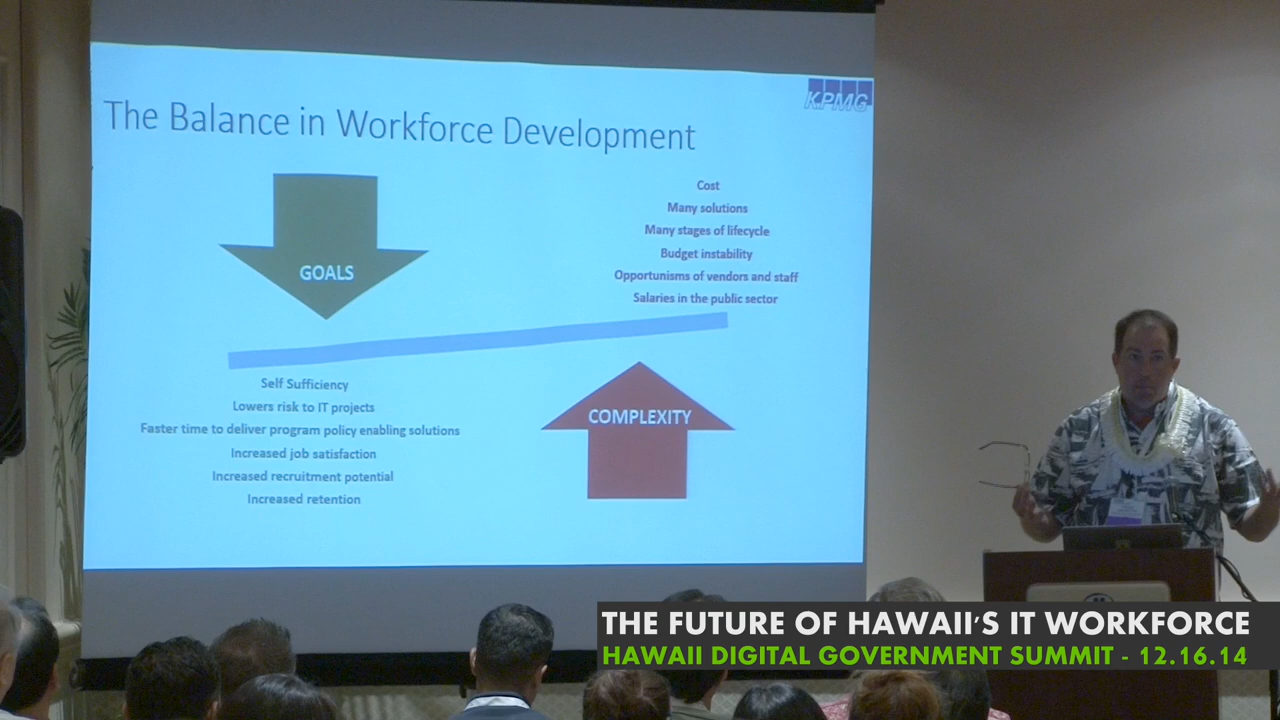 KPMG
The Balance in Workforce Development
GOALS
Cost
Many solutions
Many stages of lifecycle
Budget instability
Opportunisms of vendors and staff
Salaries in the public sector
Self Sufficiency
Lowers risk to IT projects
Faster time to deliver program policy enabling solutions
Increased job satisfaction
Increased recruitment potential
Increased retention
COMPLEXITY
THE FUTURE OF HAWAII'S IT WORKFORCE
HAWAII DIGITAL GOVERNMENT SUMMIT - 12.16.14